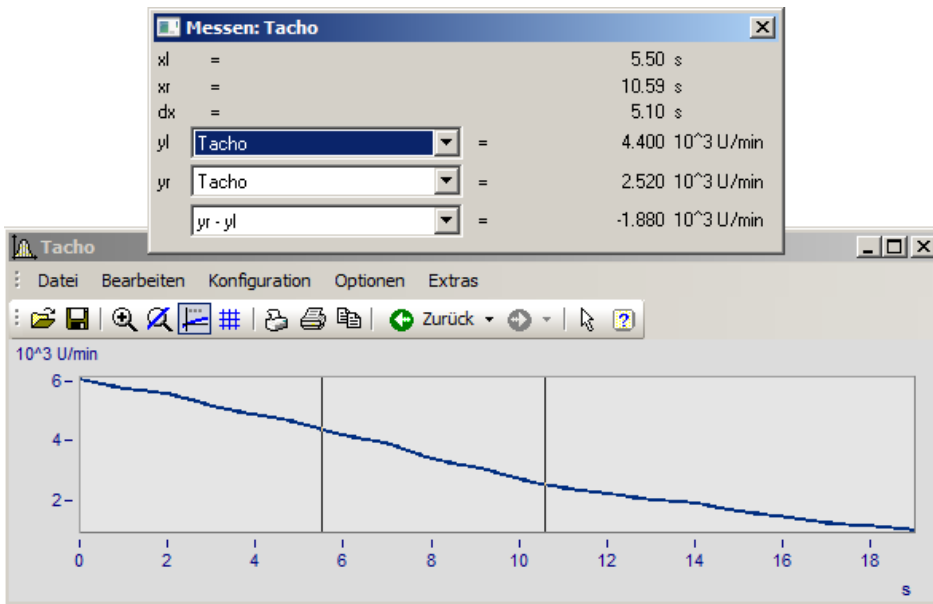 Messen: Tacho
xl = 5.50 s
xr = 10.59 s
dx = 5.10 s
yl Tacho = 4.400 10^3 U/min
yr Tacho = 2.520 10^3 U/min
yr - yl = -1.880 10^3 U/min
Tacho
Datei Bearbeiten Konfiguration Optionen Extras
Zurück
10^3 U/min
6
4
2
0 2 4 6 8 10 12 14 16 18
s